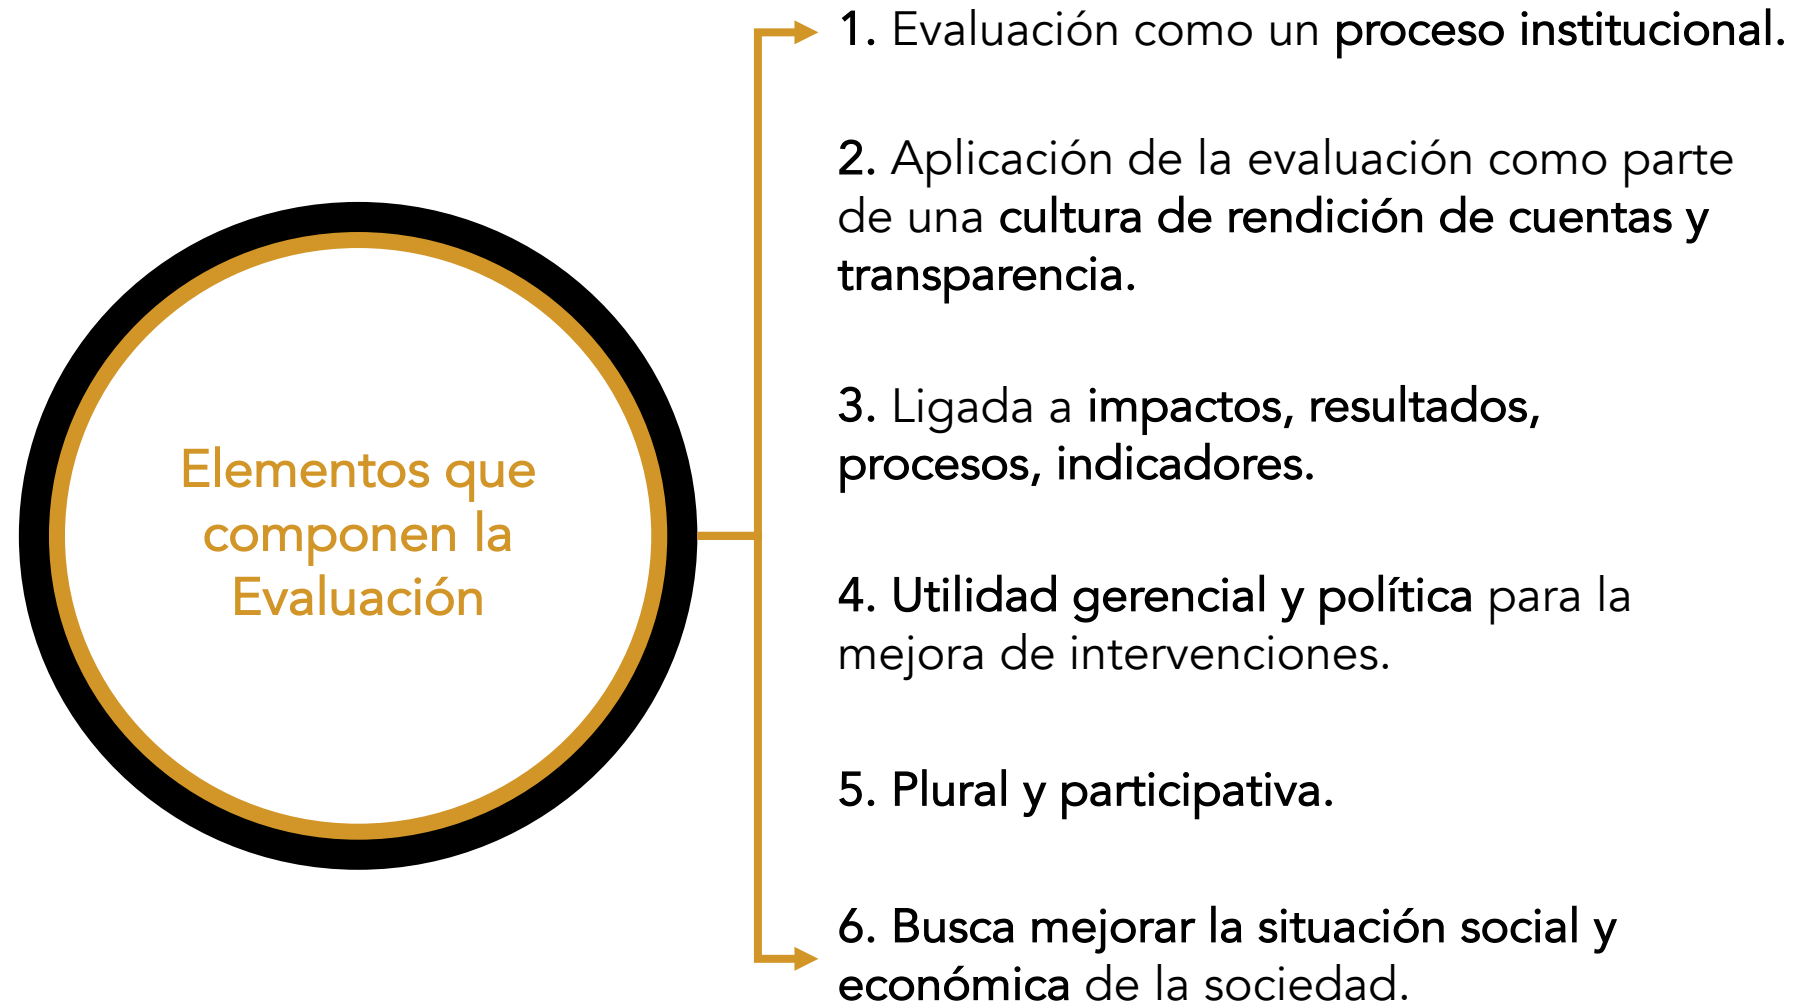 Elementos que
componen la
Evaluación
1. Evaluación como un proceso institucional.
2. Aplicación de la evaluación como parte
de una cultura de rendición de cuentas y
transparencia.
3. Ligada a impactos, resultados,
procesos, indicadores.
4. Utilidad gerencial y política para la
mejora de intervenciones.
5. Plural y participativa.
6. Busca mejorar la situación social y
económica de la sociedad.